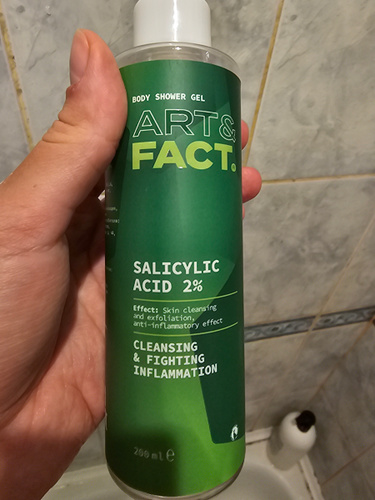 BODY SHOWER GEL
ART&
FACT.
SALICYLIC
ACID 2%
Effect: Skin cleansing
and exfoliation,
anti-inflammatory effect
CLEANSING
& FIGHTING
INFLAMMATION
200 ml ℮